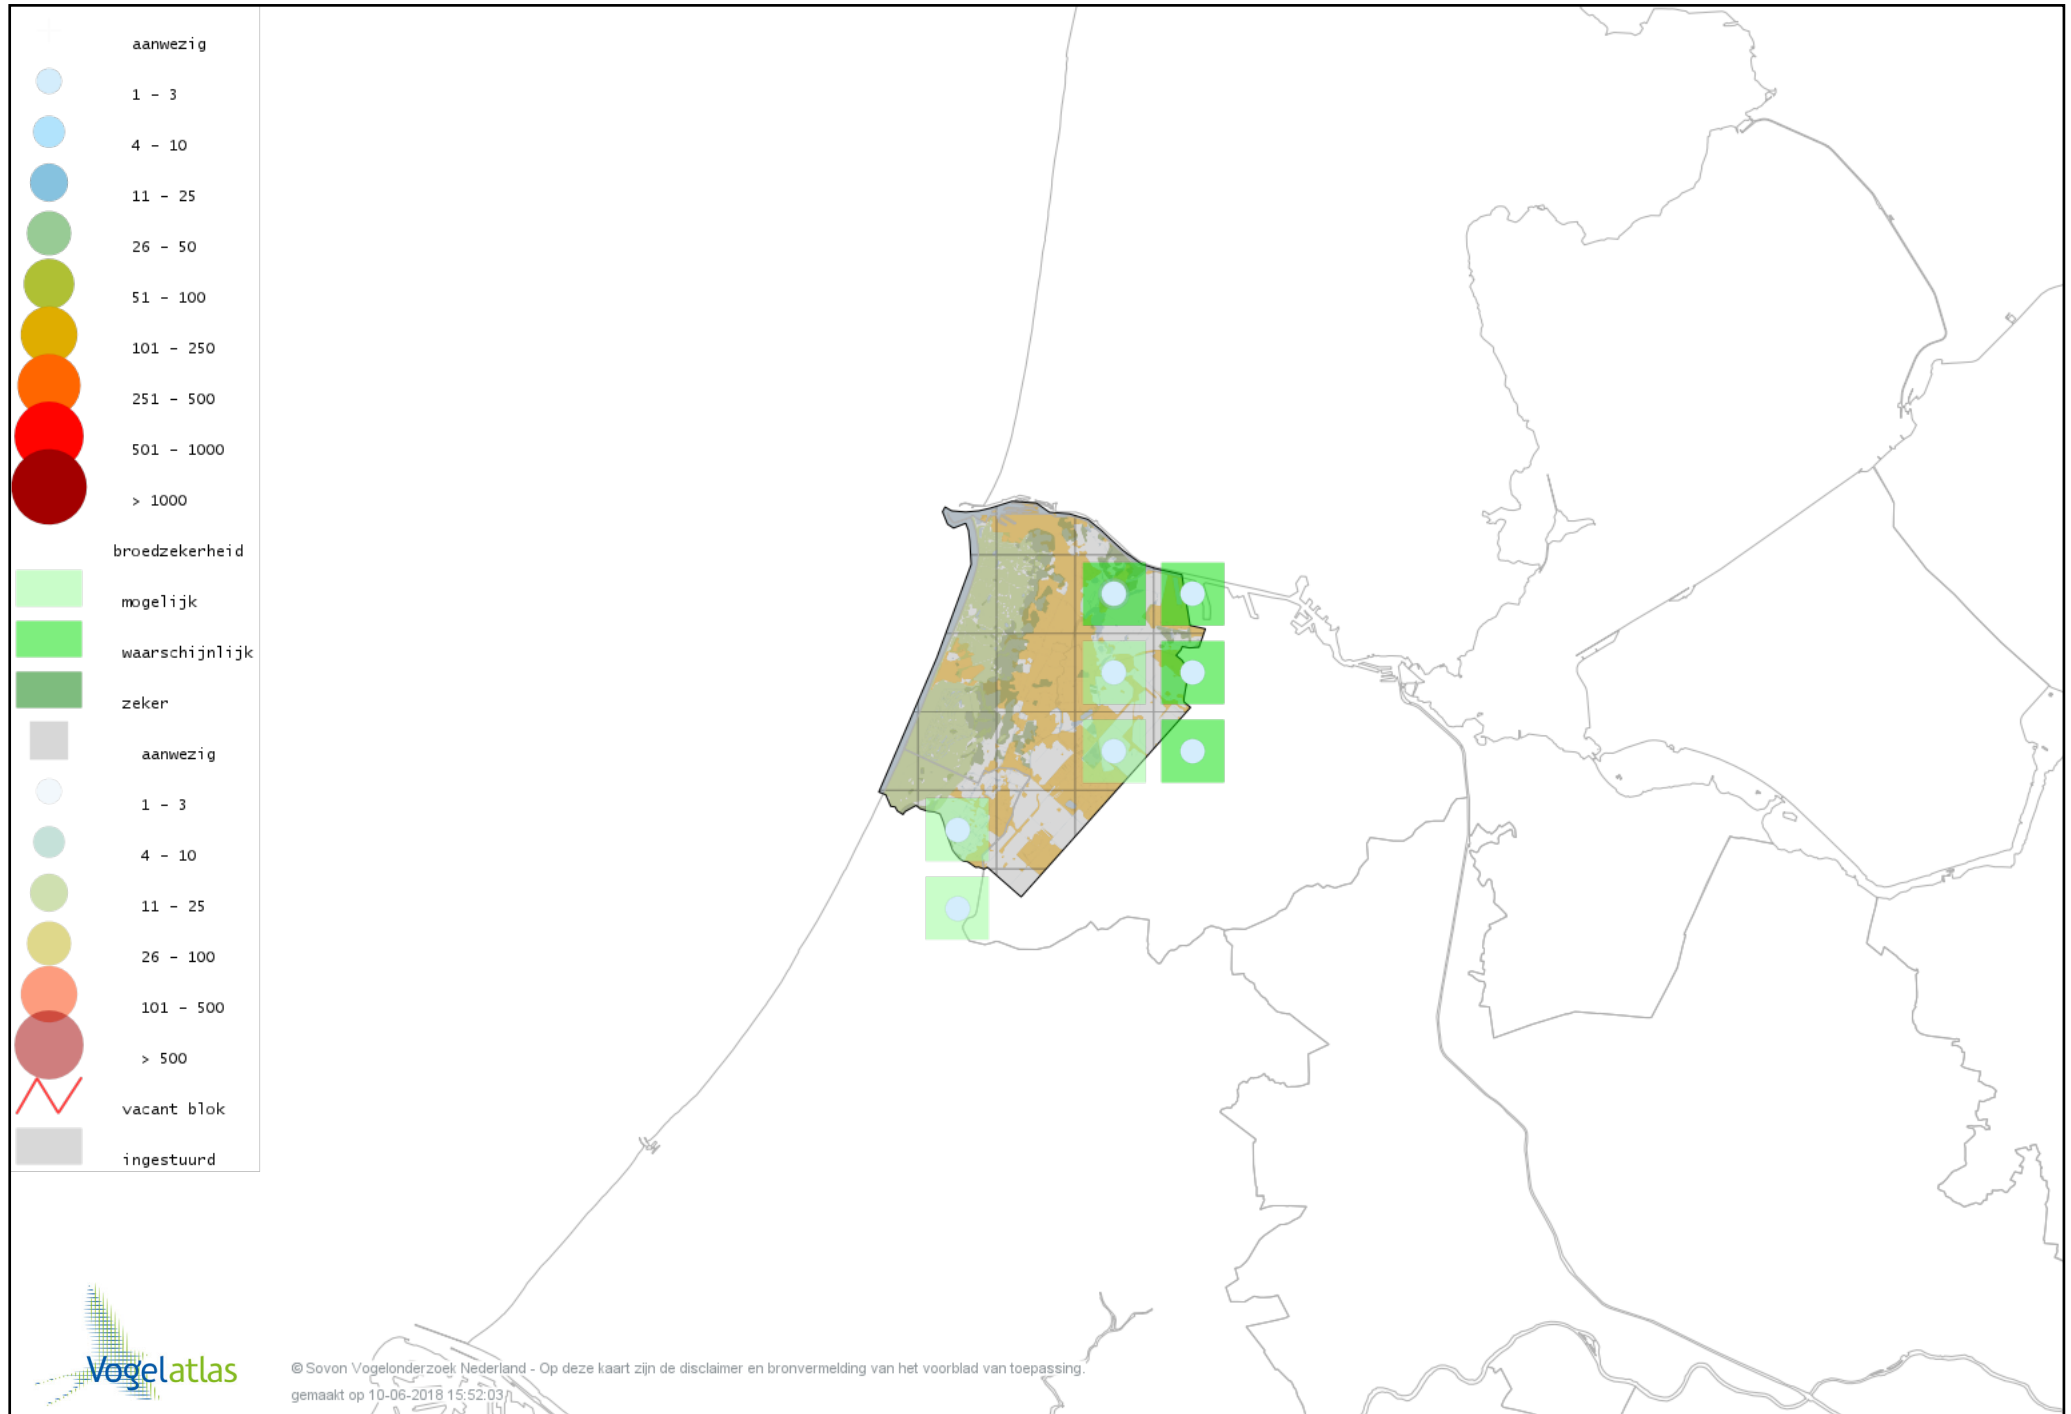 aanwezig
1 – 3
4 – 10
11 – 25
26 – 50
51 – 100
101 – 250
251 – 500
501 – 1000
> 1000
broedzekerheid
mogelijk
waarschijnlijk
zeker
aanwezig
1 – 3
4 – 10
11 – 25
26 – 100
101 – 500
> 500
vacant blok
ingestuurd
Vogelatlas
© Sovon Vogelonderzoek Nederland - Op deze kaart zijn de disclaimer en bronvermelding van het voorblad van toepassing.
gemaakt op 10-06-2018 15:52:03